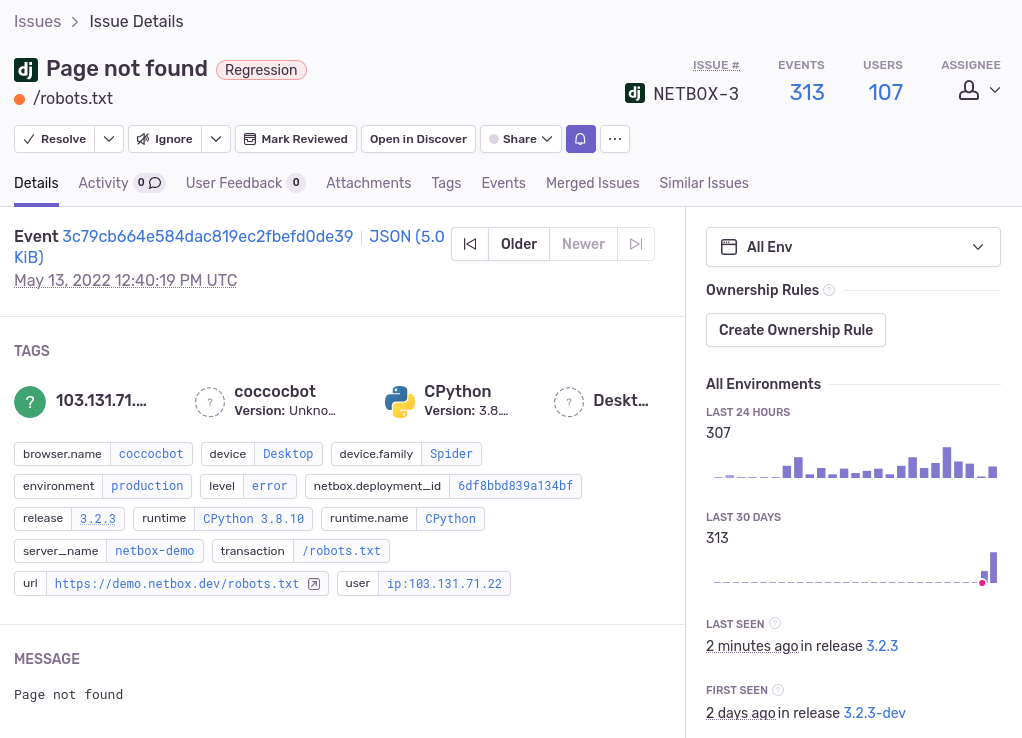 Issues > Issue Details
dj Page not found Regression
/robots.txt
ISSUE # EVENTS USERS ASSIGNEE
dj NETBOX-3 313 107
Resolve Ignore Mark Reviewed Open in Discover Share ...
Details Activity 0 User Feedback 0 Attachments Tags Events Merged Issues Similar Issues
Event 3c79cb664e584dac819ec2fbefd0de39 | JSON (5.0
KiB)
May 13, 2022 12:40:19 PM UTC
Older Newer
TAGS
? 103.131.71.... ? coccocbot CPython ? Deskt...
Version: Unkno... Version: 3.8....
browser.name coccocbot device Desktop device.family Spider
environment production level error netbox.deployment_id 6df8bbd839a134bf
release 3.2.3 runtime CPython 3.8.10 runtime.name CPython
server_name netbox-demo transaction /robots.txt
url https://demo.netbox.dev/robots.txt user ip:103.131.71.22
MESSAGE
Page not found
All Env
Ownership Rules ?
Create Ownership Rule
All Environments
LAST 24 HOURS
307
LAST 30 DAYS
313
LAST SEEN ?
2 minutes ago in release 3.2.3
FIRST SEEN ?
2 days ago in release 3.2.3-dev